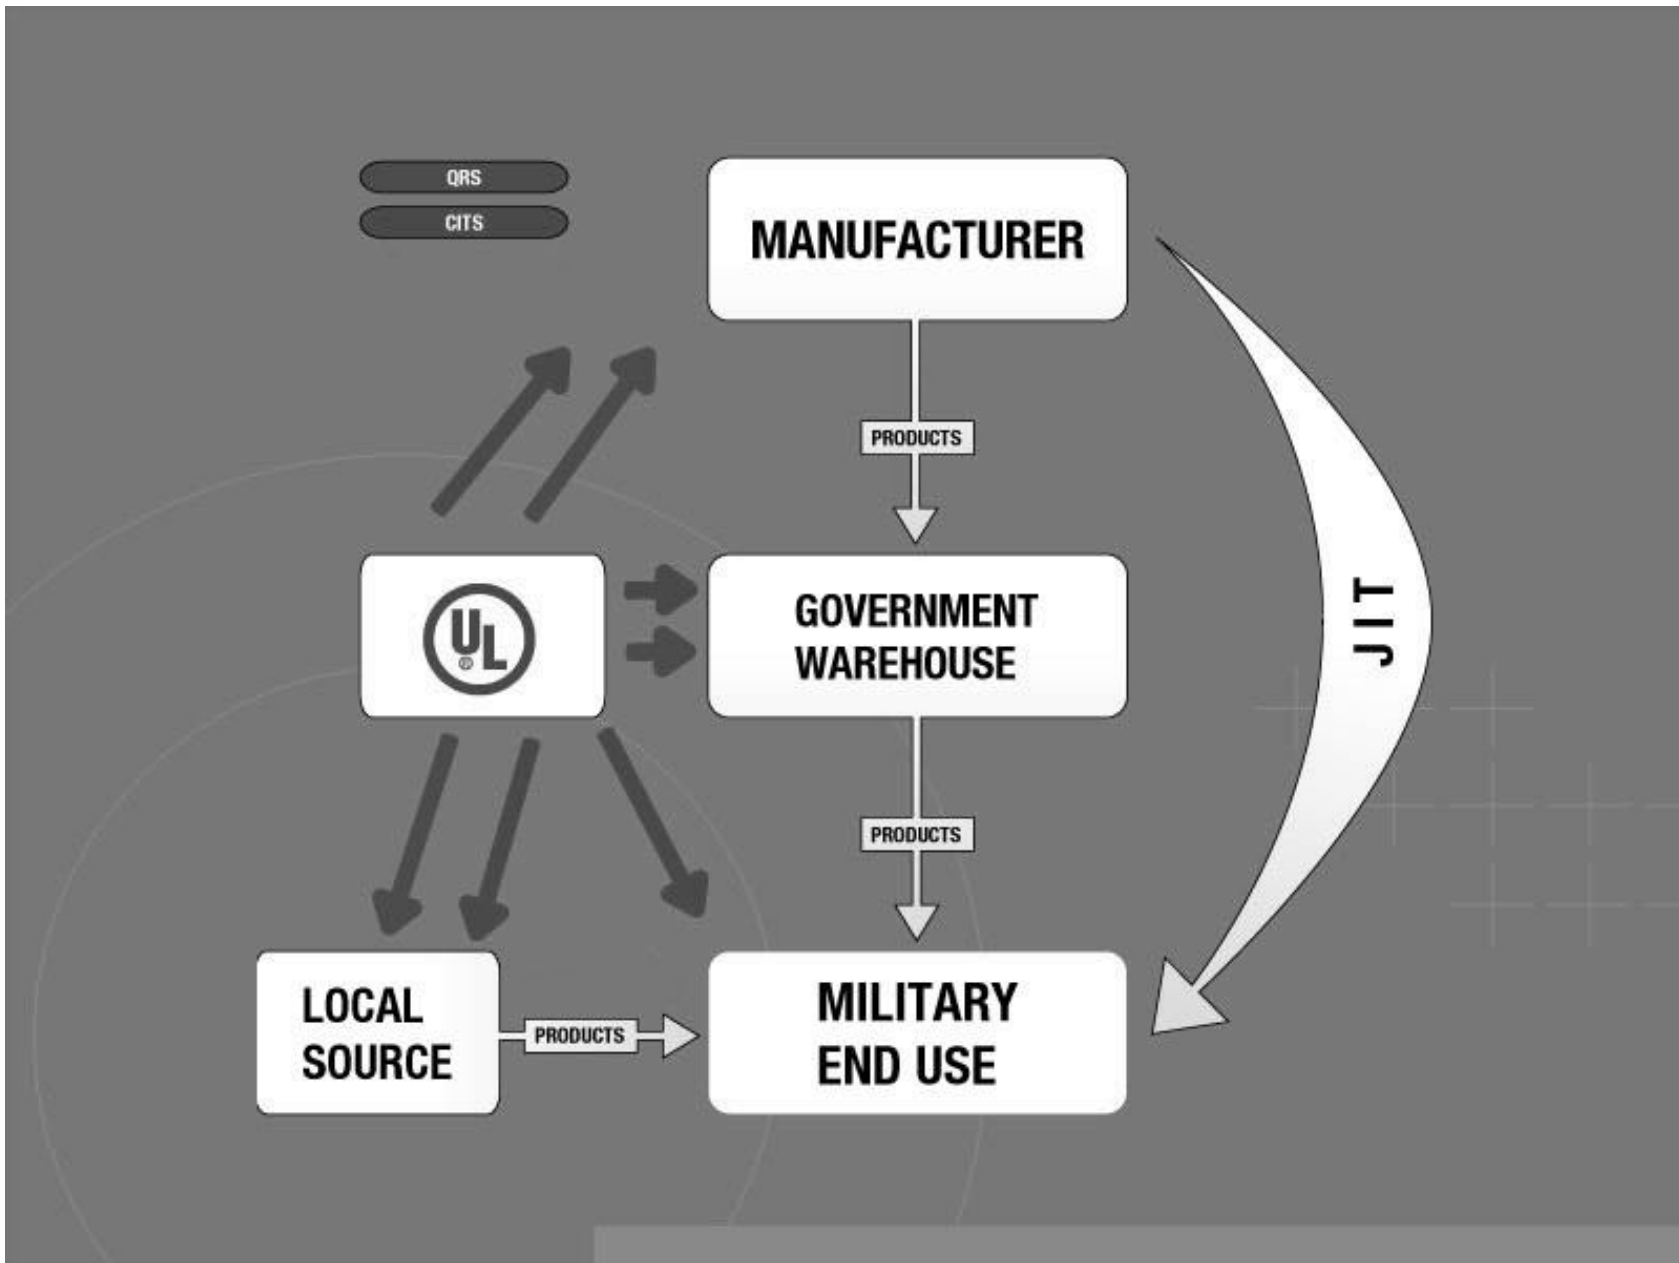 QRS
CITS
MANUFACTURER
PRODUCTS
UL
®
GOVERNMENT
WAREHOUSE
JIT
PRODUCTS
LOCAL
SOURCE
PRODUCTS
MILITARY
END USE